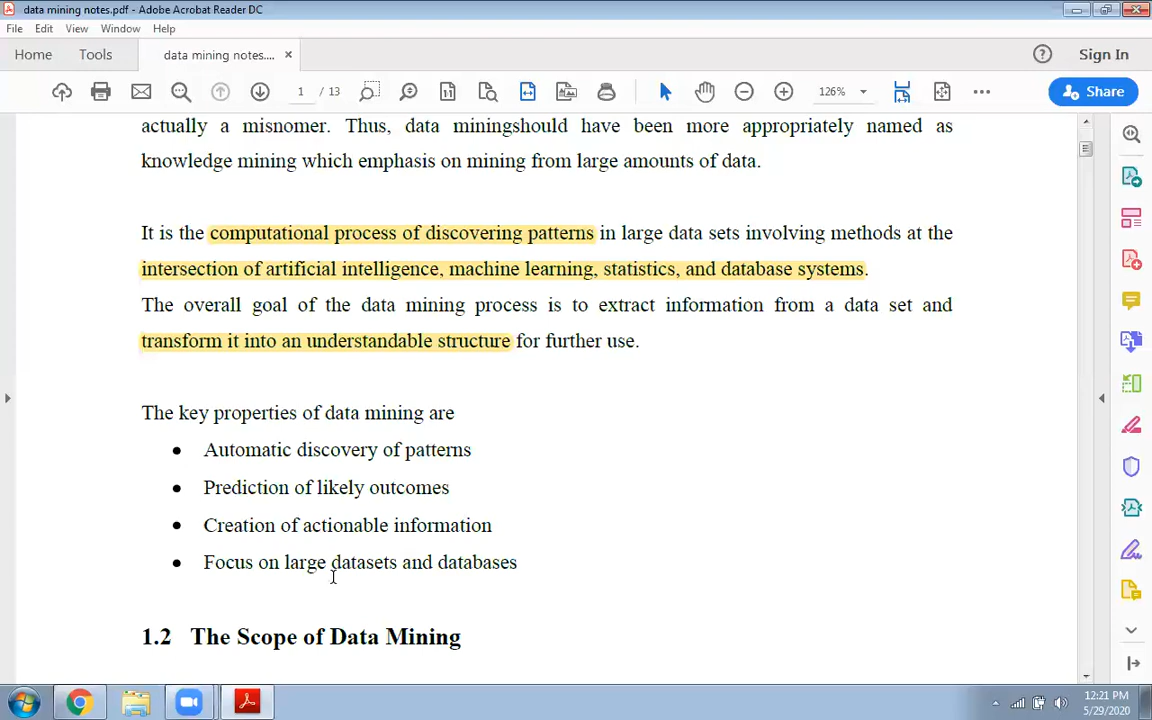 data mining notes.pdf - Adobe Acrobat Reader DC
File Edit View Window Help
Home Tools data mining notes.... ×
Sign In
1 / 13 126% Share
actually a misnomer. Thus, data miningshould have been more appropriately named as
knowledge mining which emphasis on mining from large amounts of data.
It is the computational process of discovering patterns in large data sets involving methods at the
intersection of artificial intelligence, machine learning, statistics, and database systems.
The overall goal of the data mining process is to extract information from a data set and
transform it into an understandable structure for further use.
The key properties of data mining are
• Automatic discovery of patterns
• Prediction of likely outcomes
• Creation of actionable information
• Focus on large datasets and databases
1.2 The Scope of Data Mining
12:21 PM
5/29/2020